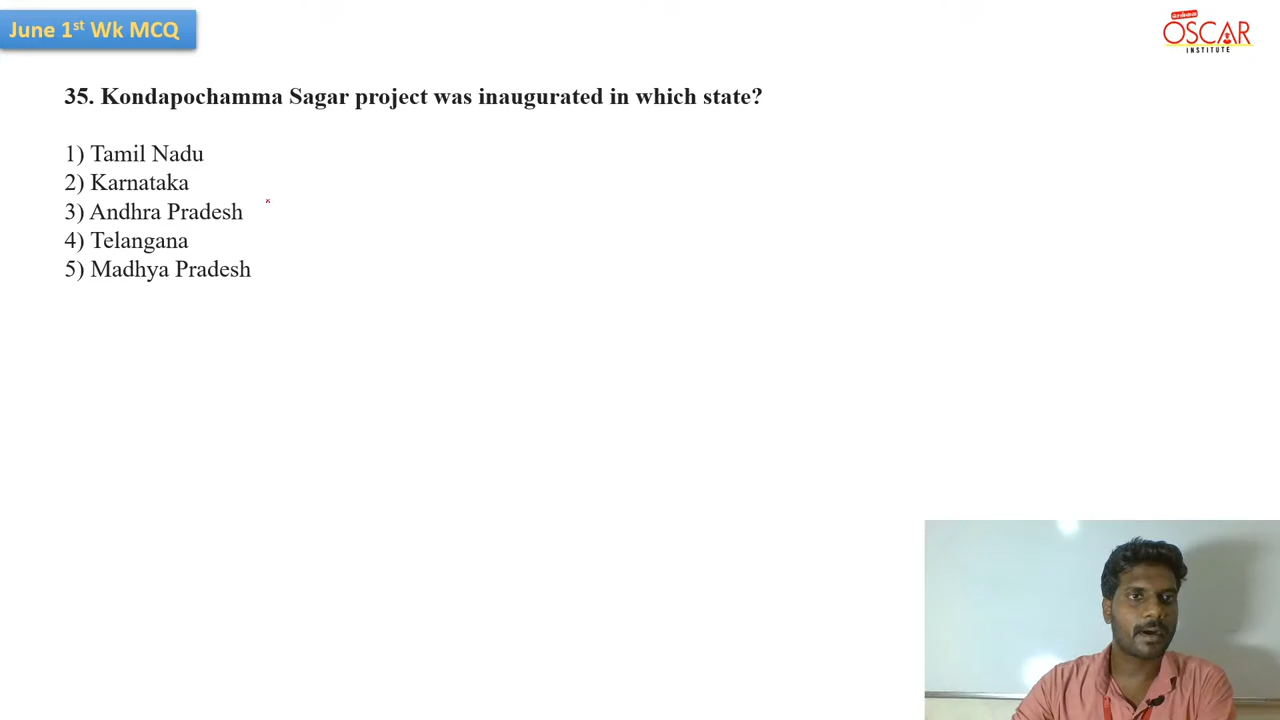 June 1st Wk MCQ
சென்னை
OSCAR
INSTITUTE
35. Kondapochamma Sagar project was inaugurated in which state?
1) Tamil Nadu
2) Karnataka
3) Andhra Pradesh
4) Telangana
5) Madhya Pradesh